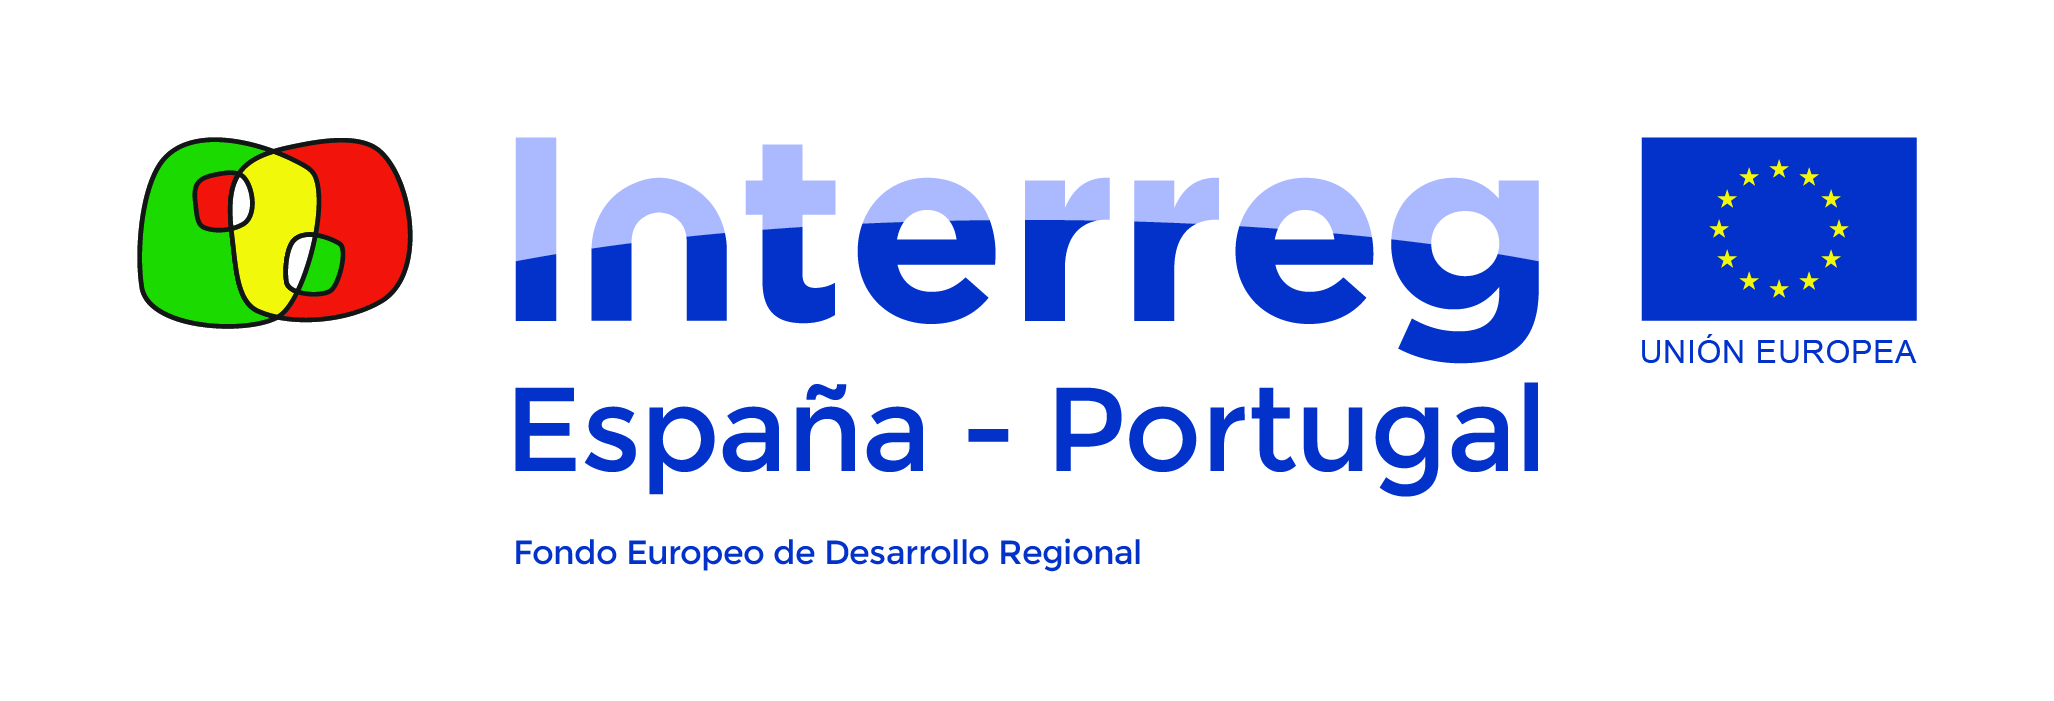 Interreg
España - Portugal
Fondo Europeo de Desarrollo Regional
UNIÓN EUROPEA